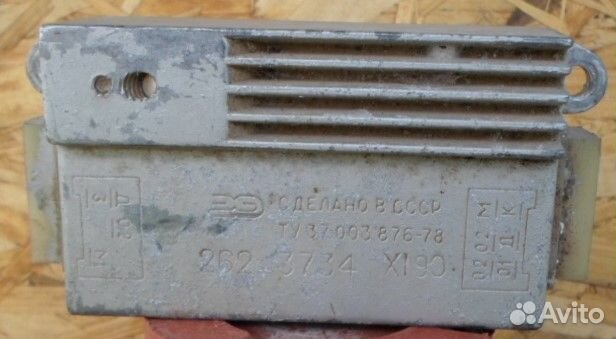 СДЕЛАНО В СССР
ТУ 37.003.876-78
262 3734 XI 90
М К
Д
Avito